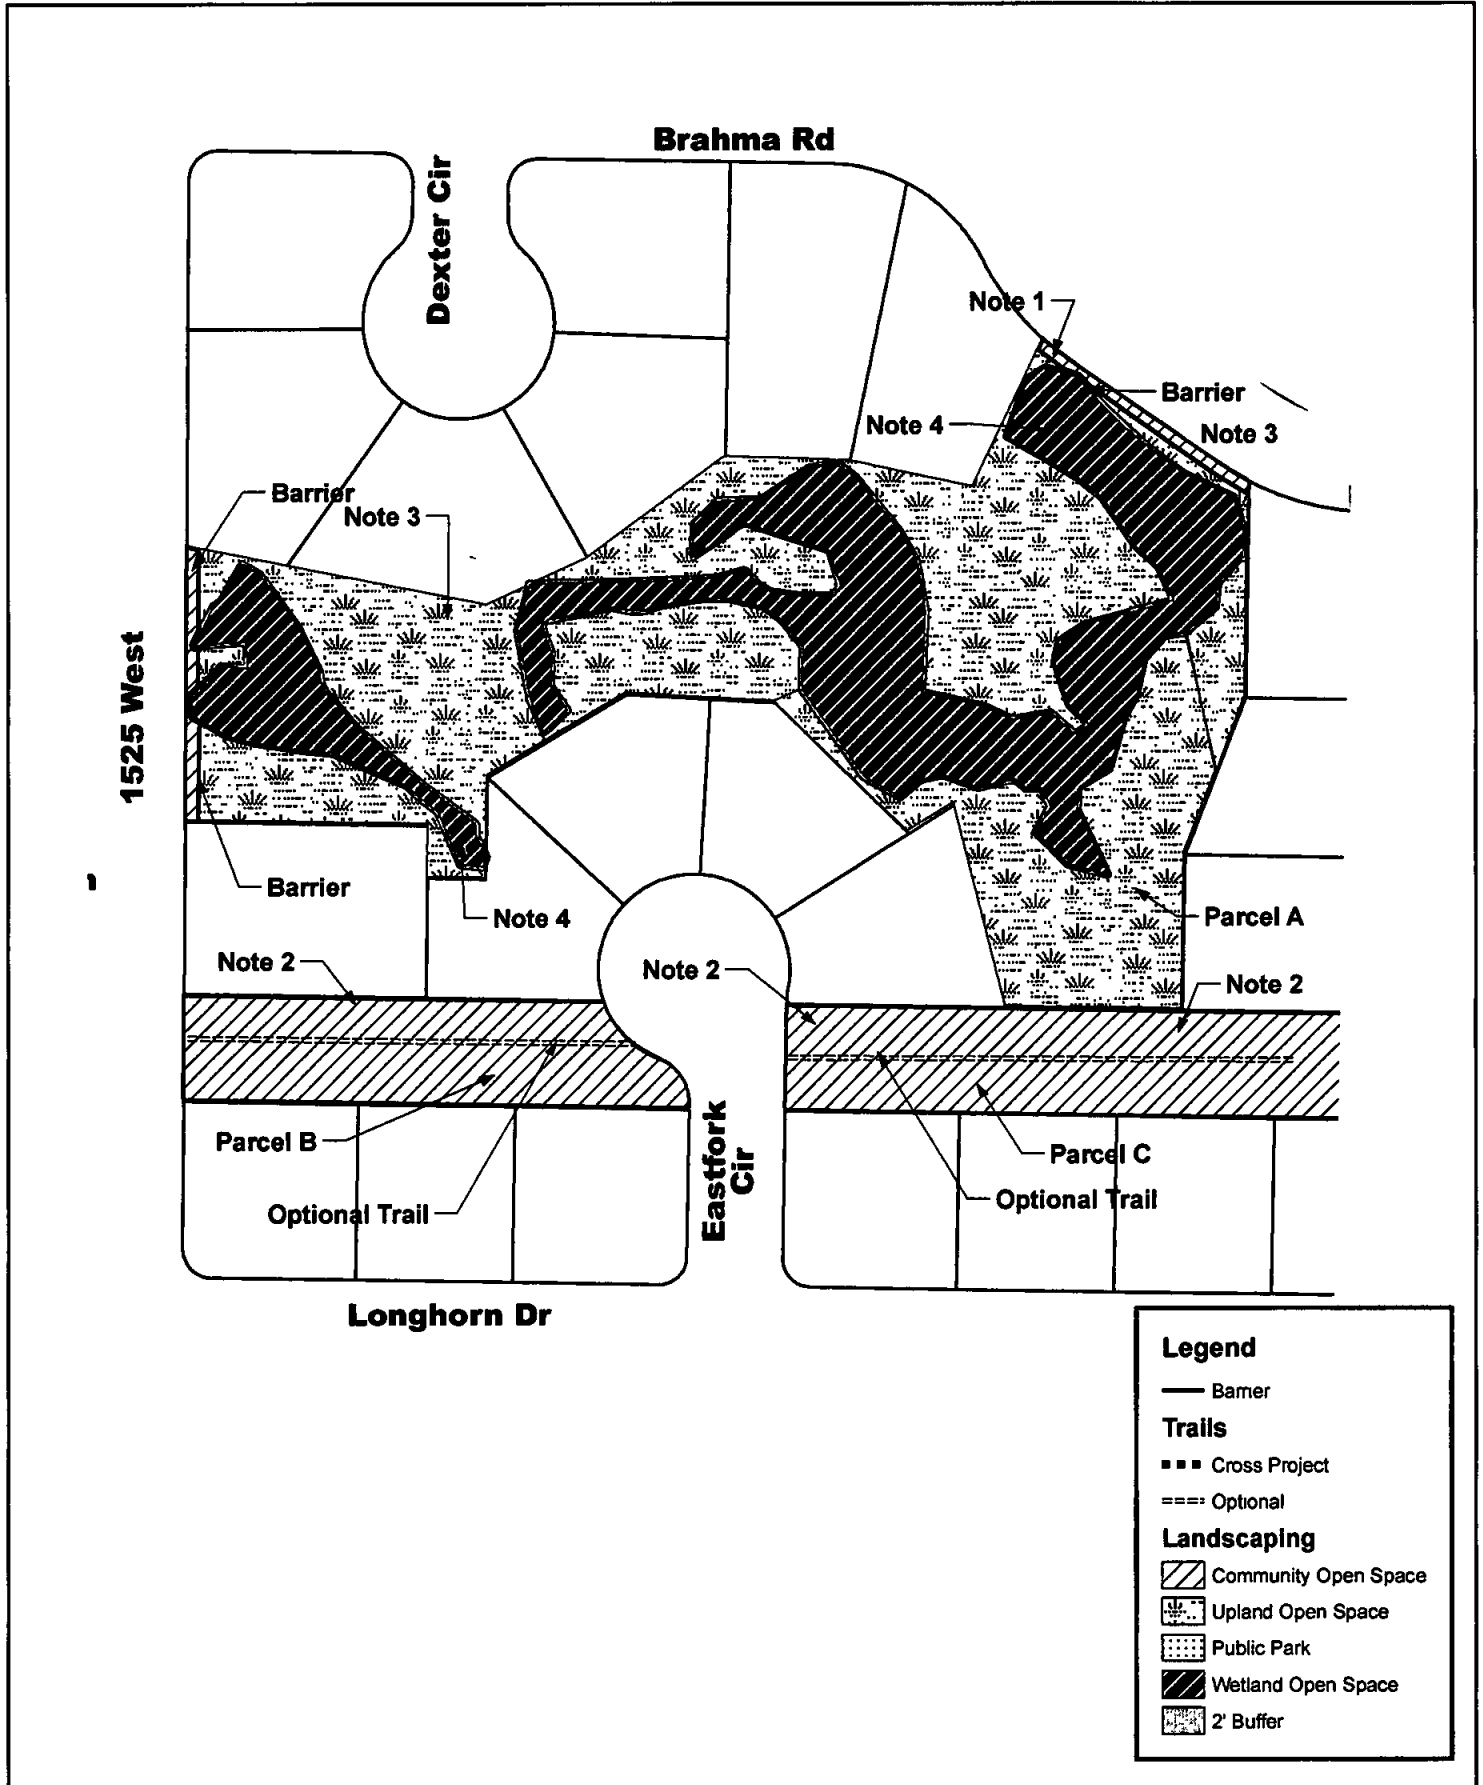 Brahma Rd
Dexter Cir
Note 1
Barrier
Note 4
Note 3
Barrier
Note 3
1525 West
Barrier
Note 4
Parcel A
Note 2
Note 2
Note 2
Parcel B
Eastfork
Cir
Parcel C
Optional Trail
Optional Trail
Longhorn Dr
Legend
Barrier
Trails
Cross Project
Optional
Landscaping
Community Open Space
Upland Open Space
Public Park
Wetland Open Space
2' Buffer